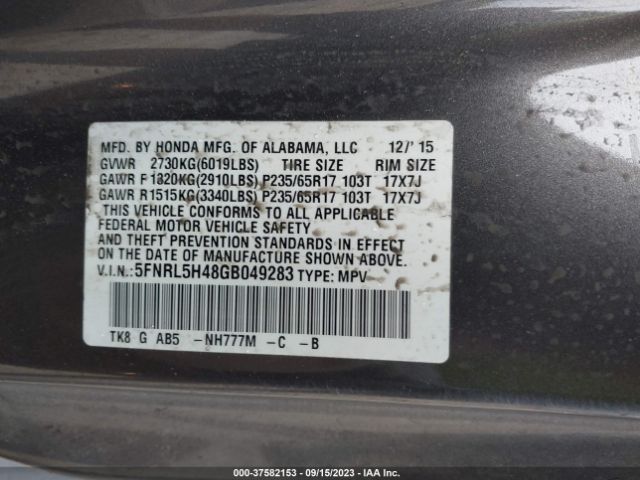 MFD. BY HONDA MFG. OF ALABAMA, LLC 12/'15
GVWR 2730KG(6019LBS) TIRE SIZE RIM SIZE
GAWR F 1320KG(2910LBS) P235/65R17 103T 17X7J
GAWR R1515KG(3340LBS) P235/65R17 103T 17X7J
THIS VEHICLE CONFORMS TO ALL APPLICABLE
FEDERAL MOTOR VEHICLE SAFETY
AND THEFT PREVENTION STANDARDS IN EFFECT
ON THE DATE OF MANUFACTURE SHOWN ABOVE.
V.I.N.:5FNRL5H48GB049283 TYPE: MPV
TK8 G AB5 -NH777M -C -B
000-37582153 - 09/15/2023 - IAA Inc.